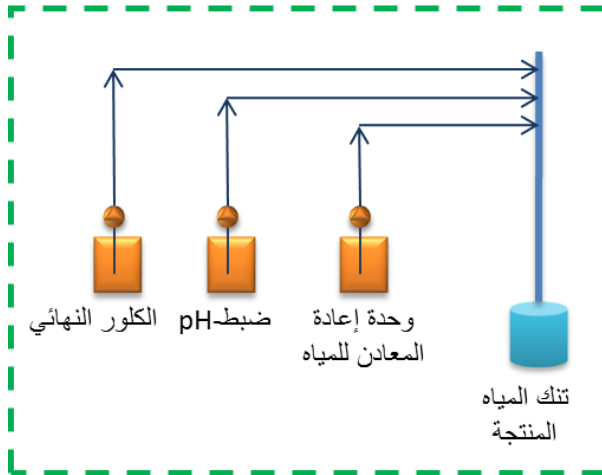 الكلور النهائي
ضبط-pH
وحدة إعادة
المعادن للمياه
تنك المياه
المنتجة